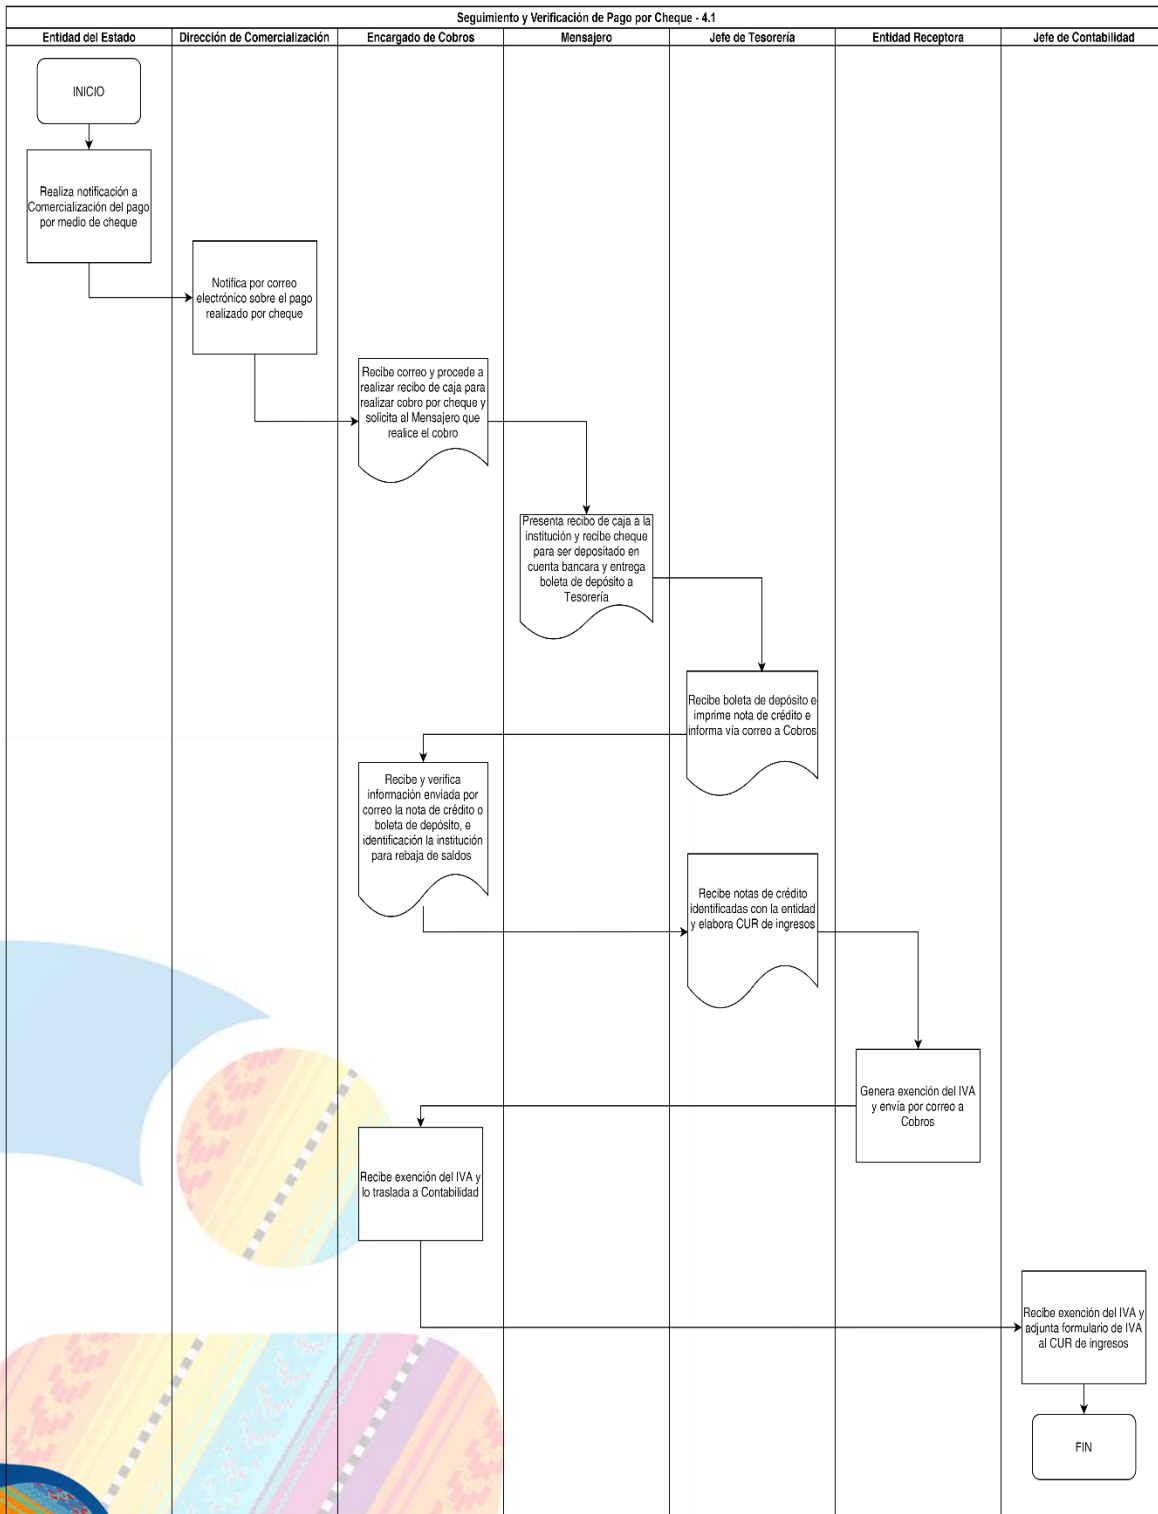 Seguimiento y Verificación de Pago por Cheque - 4.1
Entidad del Estado
Dirección de Comercialización
Encargado de Cobros
Mensajero
Jefe de Tesorería
Entidad Receptora
Jefe de Contabilidad
INICIO
Realiza notificación a
Comercialización del pago
por medio de cheque
Notifica por correo
electrónico sobre el pago
realizado por cheque
Recibe correo y procede a
realizar recibo de caja para
realizar cobro por cheque y
solicita al Mensajero que
realice el cobro
Presenta recibo de caja a la
institución y recibe cheque
para ser depositado en
cuenta bancara y entrega
boleta de depósito a
Tesorería
Recibe boleta de depósito e
imprime nota de crédito e
informa vía correo a Cobros
Recibe y verifica
información enviada por
correo la nota de crédito o
boleta de depósito, e
identificación la institución
para rebaja de saldos
Recibe notas de crédito
identificadas con la entidad
y elabora CUR de ingresos
Genera exención del IVA
y envía por correo a
Cobros
Recibe exención del IVA y
lo traslada a Contabilidad
Recibe exención del IVA y
adjunta formulario de IVA
al CUR de ingresos
FIN